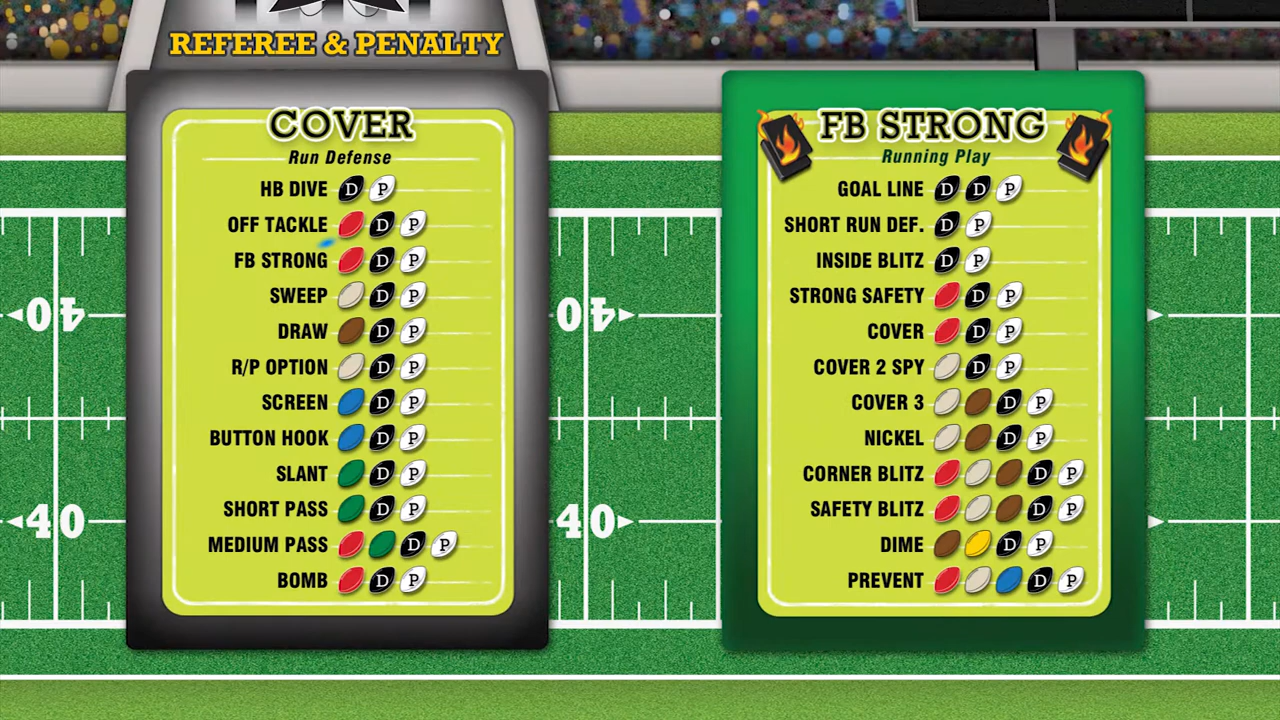 REFEREE & PENALTY
COVER
Run Defense
HB DIVE D P
OFF TACKLE D P
FB STRONG D P
SWEEP D P
DRAW D P
R/P OPTION D P
SCREEN D P
BUTTON HOOK D P
SLANT D P
SHORT PASS D P
MEDIUM PASS D P
BOMB D P
FB STRONG
Running Play
GOAL LINE D D P
SHORT RUN DEF. D P
INSIDE BLITZ D P
STRONG SAFETY D P
COVER D P
COVER 2 SPY D P
COVER 3 D P
NICKEL D P
CORNER BLITZ D P
SAFETY BLITZ D P
DIME D P
PREVENT D P
40
40
40
40